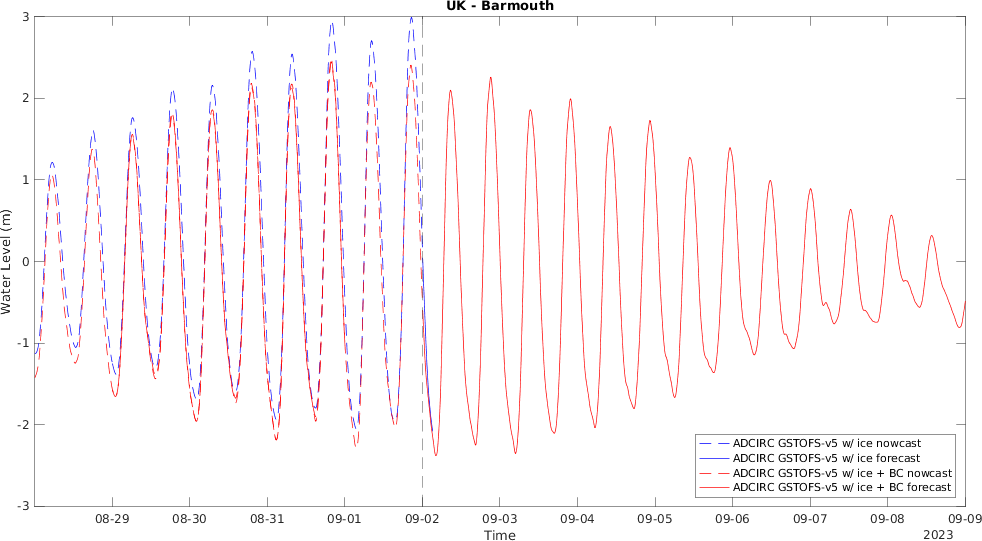 UK - Barmouth
Water Level (m)
3
2
1
0
-1
-2
-3
ADCIRC GSTOFS-v5 w/ ice nowcast
ADCIRC GSTOFS-v5 w/ ice forecast
ADCIRC GSTOFS-v5 w/ ice + BC nowcast
ADCIRC GSTOFS-v5 w/ ice + BC forecast
08-29 08-30 08-31 09-01 09-02 09-03 09-04 09-05 09-06 09-07 09-08 09-09
Time
2023